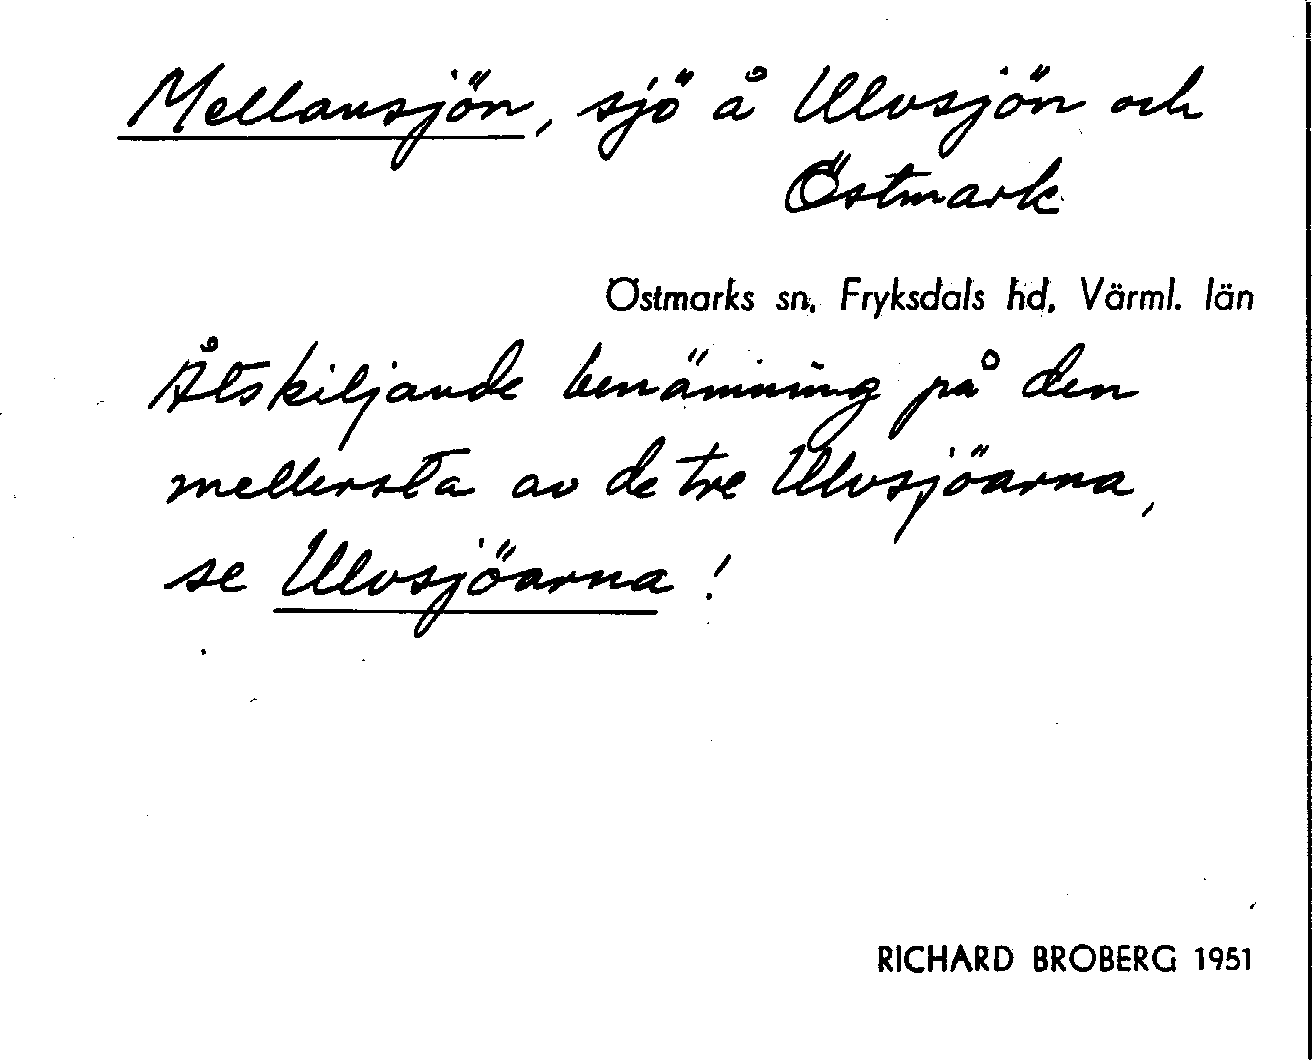 Mellansjön, sjö å Ulvsjön och
Östmark
Östmarks sn, Fryksdals hd, Värml. län
Åtskiljande benämning på den
mellersta av de tre Ulvsjöarna,
se Ulvsjöarna!
RICHARD BROBERG 1951